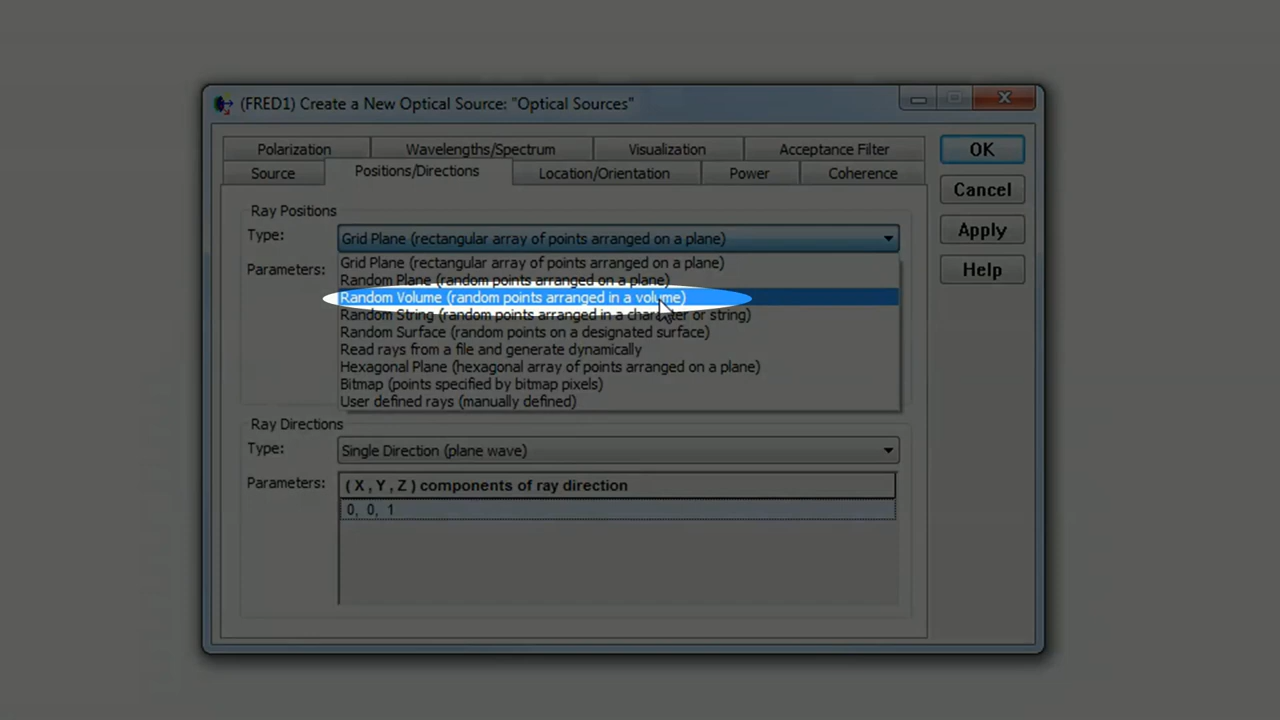 (FRED1) Create a New Optical Source: "Optical Sources"
Polarization Wavelengths/Spectrum Visualization Acceptance Filter
Source Positions/Directions Location/Orientation Power Coherence
OK
Cancel
Apply
Help
Ray Positions
Type: Grid Plane (rectangular array of points arranged on a plane)
Parameters:
Grid Plane (rectangular array of points arranged on a plane)
Random Plane (random points arranged on a plane)
Random Volume (random points arranged in a volume)
Random String (random points arranged in a character or string)
Random Surface (random points on a designated surface)
Read rays from a file and generate dynamically
Hexagonal Plane (hexagonal array of points arranged on a plane)
Bitmap (points specified by bitmap pixels)
User defined rays (manually defined)
Ray Directions
Type: Single Direction (plane wave)
Parameters: ( X , Y , Z ) components of ray direction
0, 0, 1